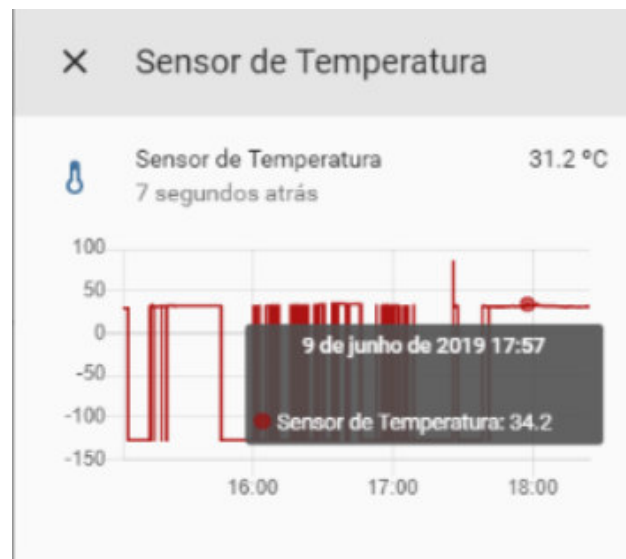 × Sensor de Temperatura
Sensor de Temperatura 31.2 ºC
7 segundos atrás
100
50
0
-50
-100
-150
9 de junho de 2019 17:57
Sensor de Temperatura: 34.2
16:00 17:00 18:00